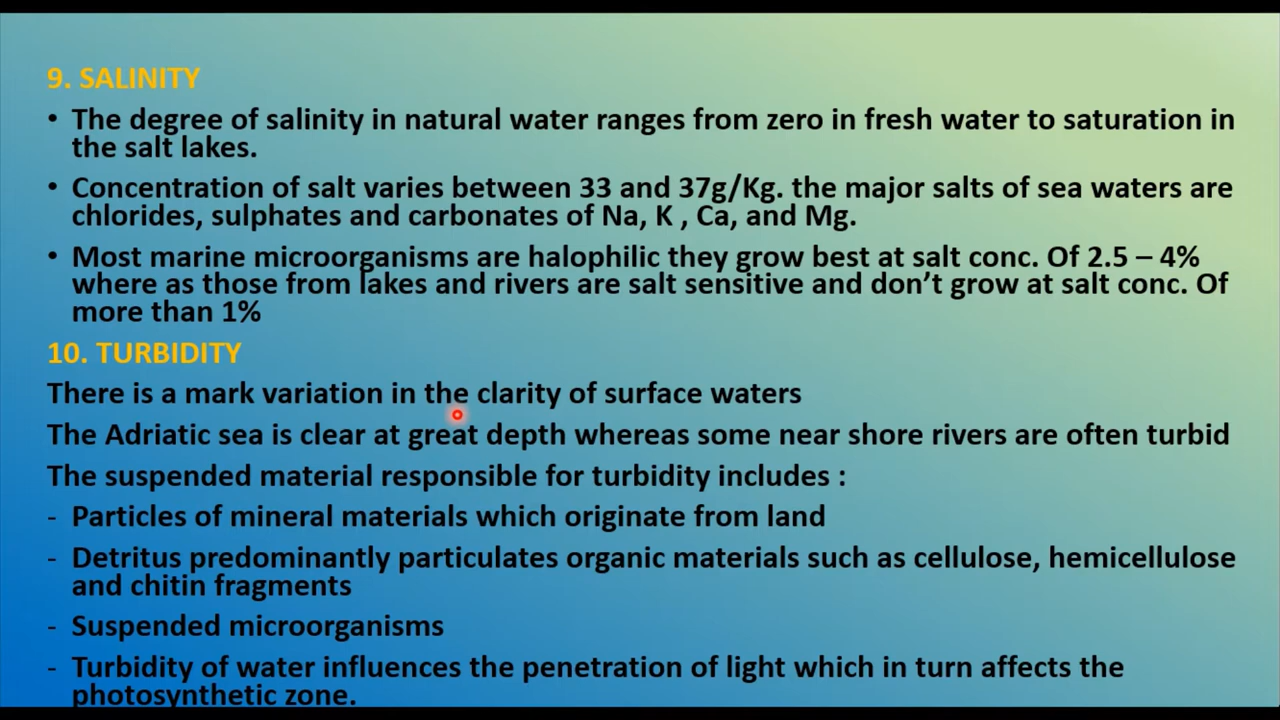 9. SALINITY
• The degree of salinity in natural water ranges from zero in fresh water to saturation in
the salt lakes.
• Concentration of salt varies between 33 and 37g/Kg. the major salts of sea waters are
chlorides, sulphates and carbonates of Na, K , Ca, and Mg.
• Most marine microorganisms are halophilic they grow best at salt conc. Of 2.5 – 4%
where as those from lakes and rivers are salt sensitive and don’t grow at salt conc. Of
more than 1%
10. TURBIDITY
There is a mark variation in the clarity of surface waters
The Adriatic sea is clear at great depth whereas some near shore rivers are often turbid
The suspended material responsible for turbidity includes :
- Particles of mineral materials which originate from land
- Detritus predominantly particulates organic materials such as cellulose, hemicellulose
and chitin fragments
- Suspended microorganisms
- Turbidity of water influences the penetration of light which in turn affects the
photosynthetic zone.